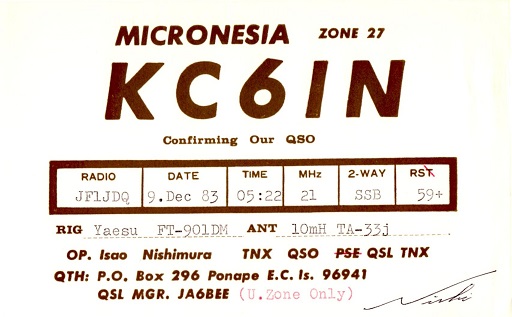 MICRONESIA ZONE 27
KC6IN
Confirming Our QSO
RADIO DATE TIME MHz 2-WAY RST
JF1JDQ 9.Dec 83 05:22 21 SSB 59+
RIG Yaesu FT-901DM ANT 10mH TA-33j
OP. Isao Nishimura TNX QSO PSE QSL TNX
QTH: P.O. Box 296 Ponape E.C. Is. 96941
QSL MGR. JA6BEE (U.Zone Only)
Nishi